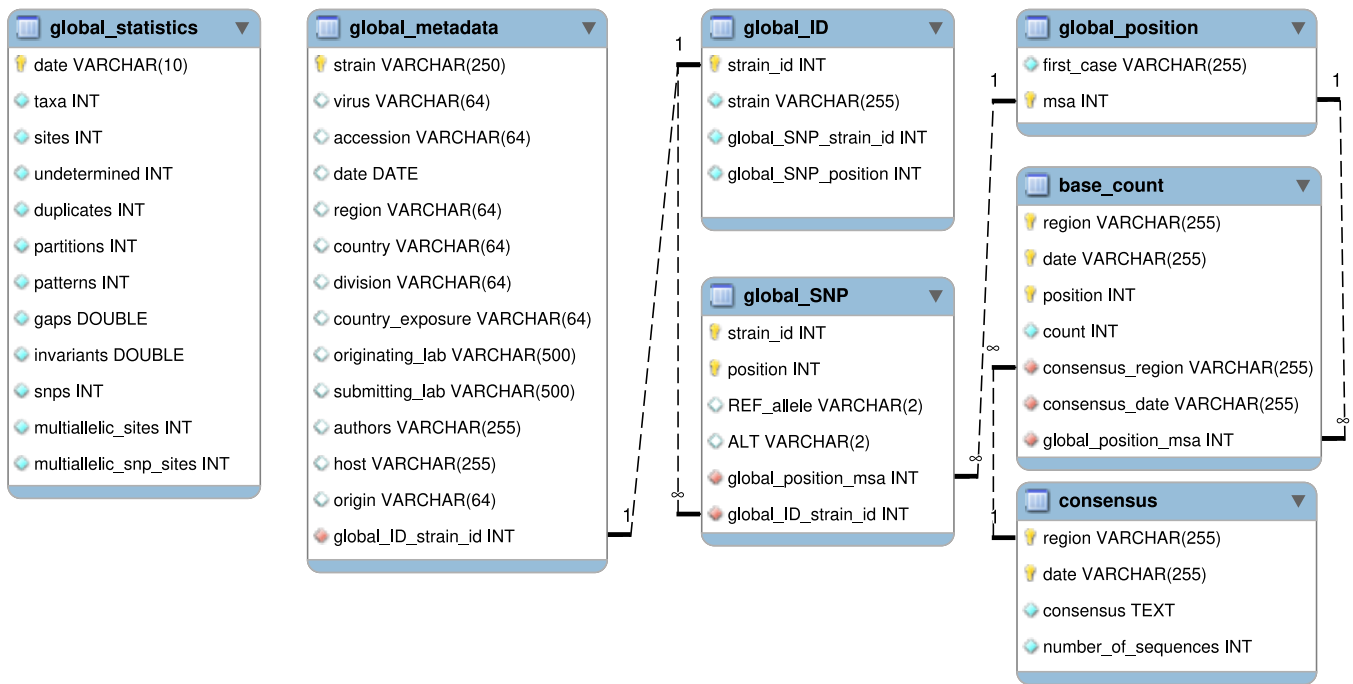 global_statistics
date VARCHAR(10)
taxa INT
sites INT
undetermined INT
duplicates INT
partitions INT
patterns INT
gaps DOUBLE
invariants DOUBLE
snps INT
multiallelic_sites INT
multiallelic_snp_sites INT
global_metadata
strain VARCHAR(250)
virus VARCHAR(64)
accession VARCHAR(64)
date DATE
region VARCHAR(64)
country VARCHAR(64)
division VARCHAR(64)
country_exposure VARCHAR(64)
originating_lab VARCHAR(500)
submitting_lab VARCHAR(500)
authors VARCHAR(255)
host VARCHAR(255)
origin VARCHAR(64)
global_ID_strain_id INT
1
1
global_ID
strain_id INT
strain VARCHAR(255)
global_SNP_strain_id INT
global_SNP_position INT
global_SNP
strain_id INT
position INT
REF_allele VARCHAR(2)
ALT VARCHAR(2)
global_position_msa INT
global_ID_strain_id INT
∞
∞
1
global_position
first_case VARCHAR(255)
msa INT
1
base_count
region VARCHAR(255)
date VARCHAR(255)
position INT
count INT
consensus_region VARCHAR(255)
consensus_date VARCHAR(255)
global_position_msa INT
∞
∞
1
consensus
region VARCHAR(255)
date VARCHAR(255)
consensus TEXT
number_of_sequences INT